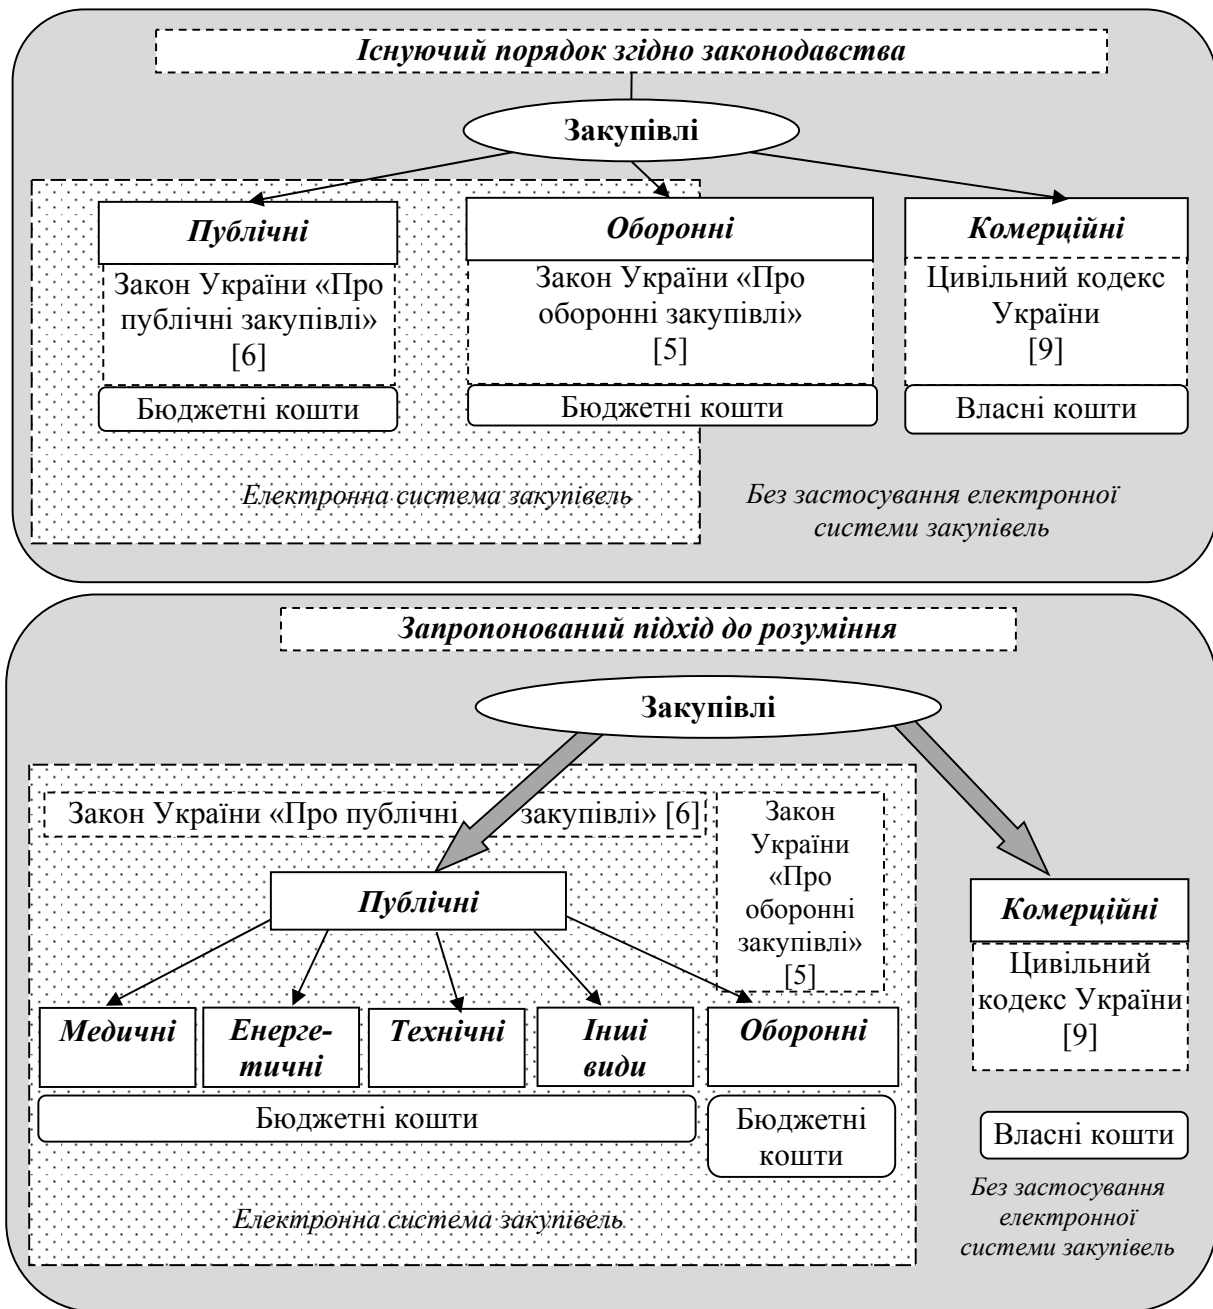 Існуючий порядок згідно законодавства
Закупівлі
Публічні
Закон України «Про
публічні закупівлі»
[6]
Бюджетні кошти
Оборонні
Закон України «Про
оборонні закупівлі»
[5]
Бюджетні кошти
Комерційні
Цивільний кодекс
України
[9]
Власні кошти
Електронна система закупівель
Без застосування електронної
системи закупівель
Запропонований підхід до розуміння
Закупівлі
Закон України «Про публічні закупівлі» [6]
Закон
України
«Про
оборонні
закупівлі»
[5]
Публічні
Медичні
Енерге-
тичні
Технічні
Інші
види
Оборонні
Бюджетні кошти
Бюджетні
кошти
Електронна система закупівель
Комерційні
Цивільний
кодекс України
[9]
Власні кошти
Без застосування
електронної
системи закупівель